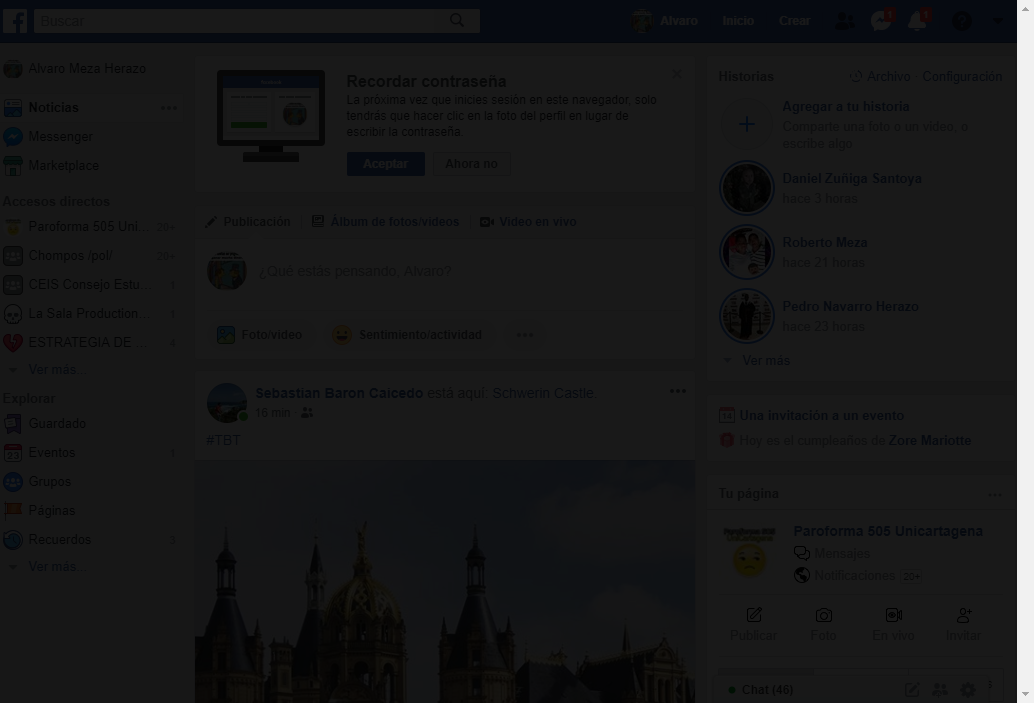 f
Buscar
Alvaro
Inicio
Crear
1
1
Alvaro Meza Herazo
Noticias
Messenger
Marketplace
Accesos directos
Paroforma 505 Uni... 20+
Chompos /pol/ 20+
CEIS Consejo Estu...
La Sala Production... 1
ESTRATEGIA DE ... 4
Ver más...
Explorar
Guardado
Eventos
Grupos
Páginas
Recuerdos
Ver más...
Recordar contraseña
La próxima vez que inicies sesión en este navegador, solo
tendrás que hacer clic en la foto del perfil en lugar de
escribir la contraseña.
Aceptar
Ahora no
Publicación
Álbum de fotos/videos
Video en vivo
¿Qué estás pensando, Alvaro?
Foto/video
Sentimiento/actividad
Sebastian Baron Caicedo está aquí: Schwerin Castle.
16 min
#TBT
Historias
Archivo · Configuración
Agregar a tu historia
Comparte una foto o un video, o
escribe algo
Daniel Zuñiga Santoya
hace 3 horas
Roberto Meza
hace 21 horas
Pedro Navarro Herazo
hace 23 horas
Ver más
Una invitación a un evento
Hoy es el cumpleaños de Zore Mariotte
Tu página
Paroforma 505 Unicartagena
Mensajes
Notificaciones 20+
Publicar
Foto
En vivo
Invitar
Chat (46)